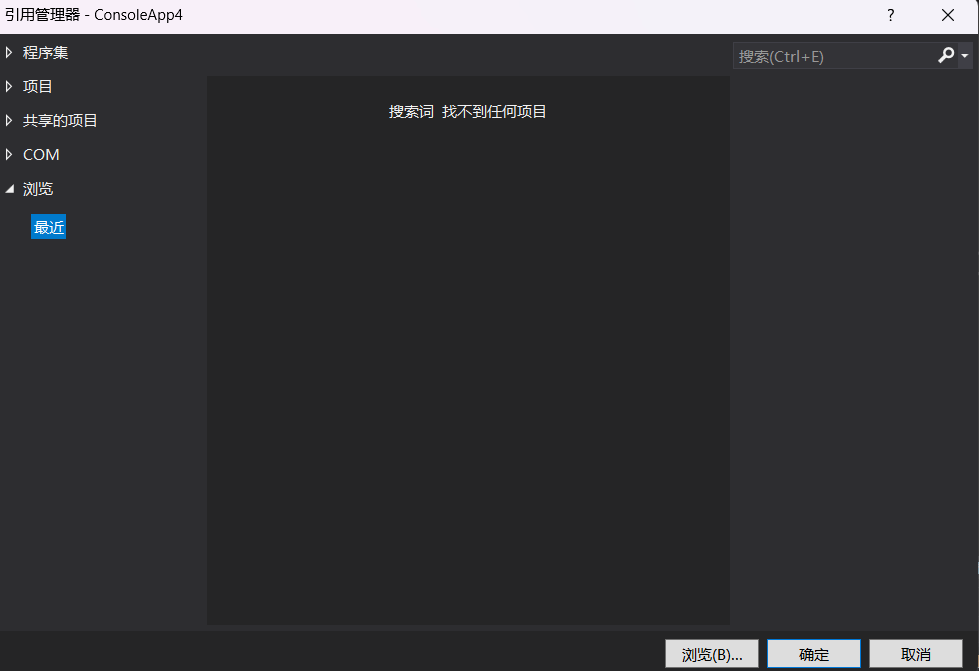 引用管理器 - ConsoleApp4
?
程序集
搜索(Ctrl+E)
项目
搜索词 找不到任何项目
共享的项目
COM
浏览
最近
浏览(B)...
确定
取消